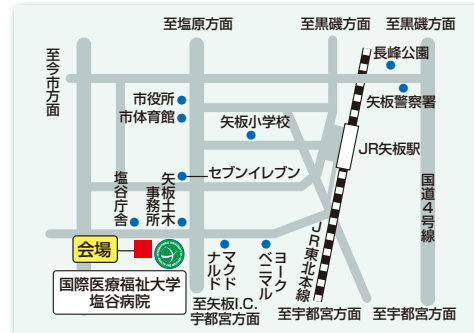 至塩原方面
至黒磯方面
至黒磯方面
至今市方面
長峰公園
市役所
市体育館
矢板小学校
矢板警察署
JR矢板駅
セブンイレブン
塩谷庁舎
矢板土木
事務所
国道4号線
JR東北本線
会場
国際医療福祉大学
塩谷病院
マクド
ナルド
ヨーク
ベニマル
至矢板I.C.
宇都宮方面
至宇都宮方面
至宇都宮方面